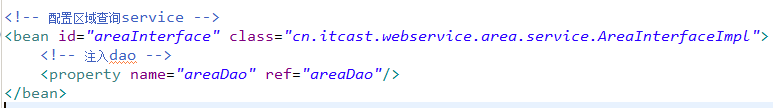 <!-- 配置区域查询service -->
<bean id="areaInterface" class="cn.itcast.webservice.area.service.AreaInterfaceImpl">
<!-- 注入dao -->
<property name="areaDao" ref="areaDao"/>
</bean>